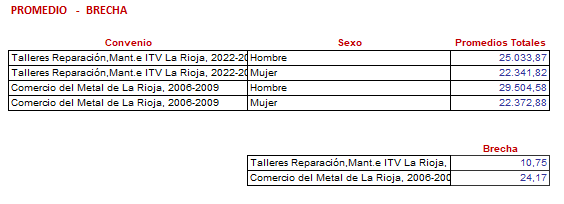 PROMEDIO - BRECHA
Convenio Sexo Promedios Totales
Talleres Reparación,Mant.e ITV La Rioja, 2022-20 Hombre 25.033,87
Talleres Reparación,Mant.e ITV La Rioja, 2022-20 Mujer 22.341,82
Comercio del Metal de La Rioja, 2006-2009 Hombre 29.504,58
Comercio del Metal de La Rioja, 2006-2009 Mujer 22.372,88
Brecha
Talleres Reparación,Mant.e ITV La Rioja, 10,75
Comercio del Metal de La Rioja, 2006-200 24,17